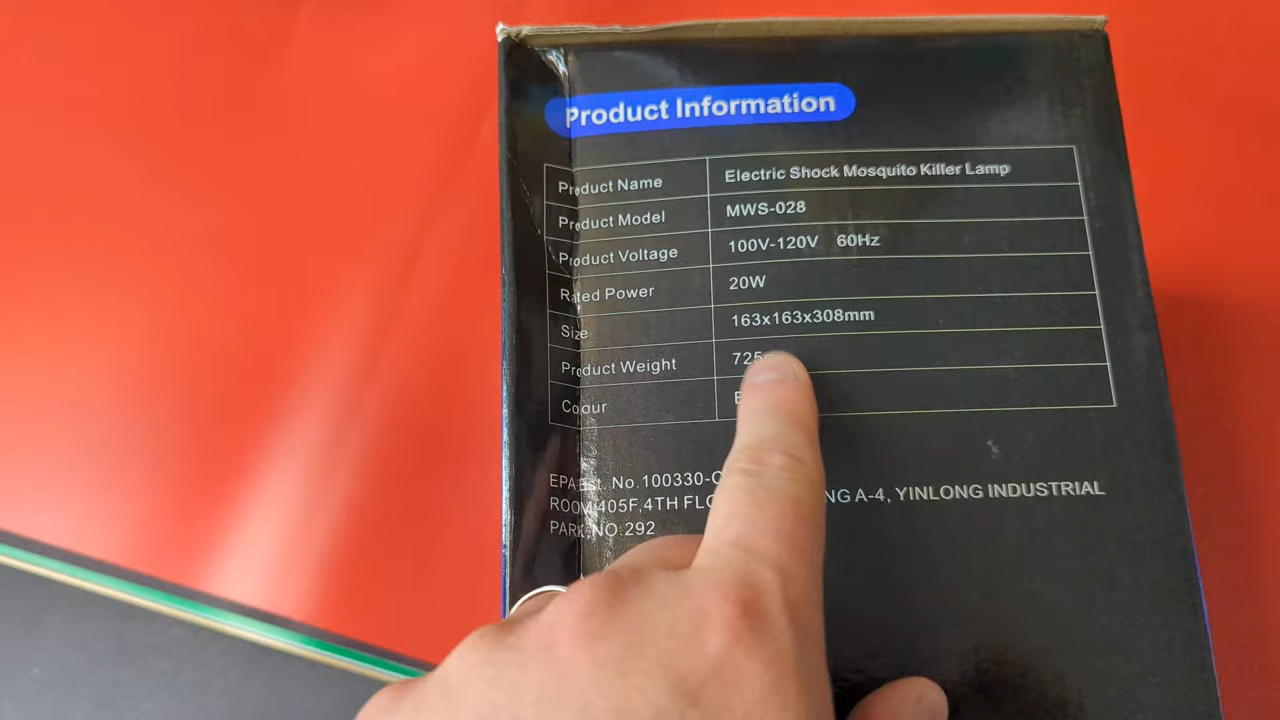 Product Information
Product Name Electric Shock Mosquito Killer Lamp
Product Model MWS-028
Product Voltage 100V-120V 60Hz
Rated Power 20W
Size 163x163x308mm
Product Weight 725
Colour
EPA Est. No.100330-
ROOM 405F,4TH A-4, YINLONG INDUSTRIAL
PARK NO.292